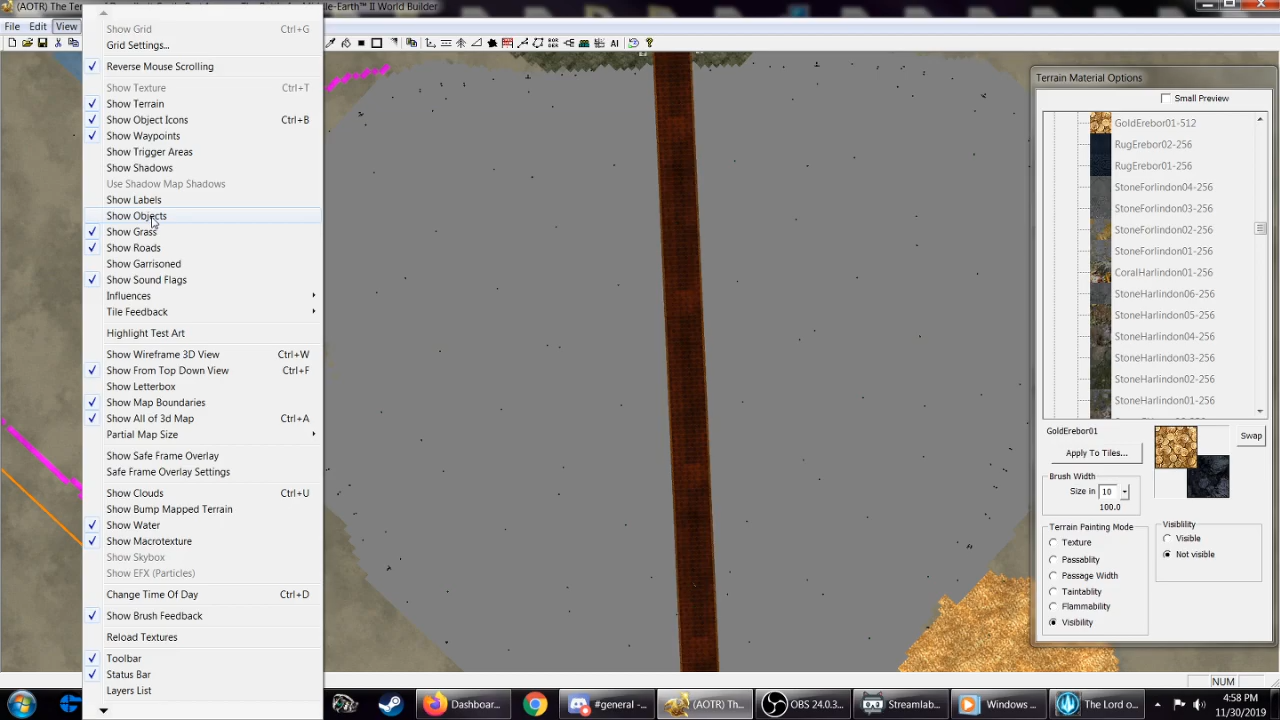 (AOTR) The Terrain
-Earth™ II World Builder
File Edit View
Show Grid Ctrl+G
Grid Settings...
Reverse Mouse Scrolling
Show Texture Ctrl+T
Show Terrain
Show Object Icons Ctrl+B
Show Waypoints
Show Trigger Areas
Show Shadows
Use Shadow Map Shadows
Show Labels
Show Objects
Show Grass
Show Roads
Show Garrisoned
Show Sound Flags
Influences
Tile Feedback
Highlight Test Art
Show Wireframe 3D View Ctrl+W
Show From Top Down View Ctrl+F
Show Letterbox
Show Map Boundaries
Show All of 3d Map Ctrl+A
Partial Map Size
Show Safe Frame Overlay
Safe Frame Overlay Settings
Show Clouds Ctrl+U
Show Bump Mapped Terrain
Show Water
Show Macrotexture
Show Skybox
Show EFX (Particles)
Change Time Of Day Ctrl+D
Show Brush Feedback
Reload Textures
Toolbar
Status Bar
Layers List
AI
Terrain Material Options
Small Preview
GoldErebor01-512
RugErebor02-256
RugErebor01-256
StoneForlindon04-256
StoneForlindon03-256
StoneForlindon02-256
StoneForlindon01-256
CoralHarlindon01-256
StoneHarlindon06-256
StoneHarlindon05-256
StoneHarlindon04-256
StoneHarlindon03-256
StoneHarlindon02-256
StoneHarlindon01-256
GoldErebor01
Apply To Tiles...
Swap
Brush Width
Size in 10
100.0
Terrain Painting Mode
Texture
Passablity
Passage Width
Taintablity
Flammability
Visibility
Visiblility
Visible
Not visible
NUM
Dashboar...
#general -...
(AOTR) Th...
OBS 24.0.3...
Streamlab...
Windows ...
The Lord o...
4:58 PM
11/30/2019